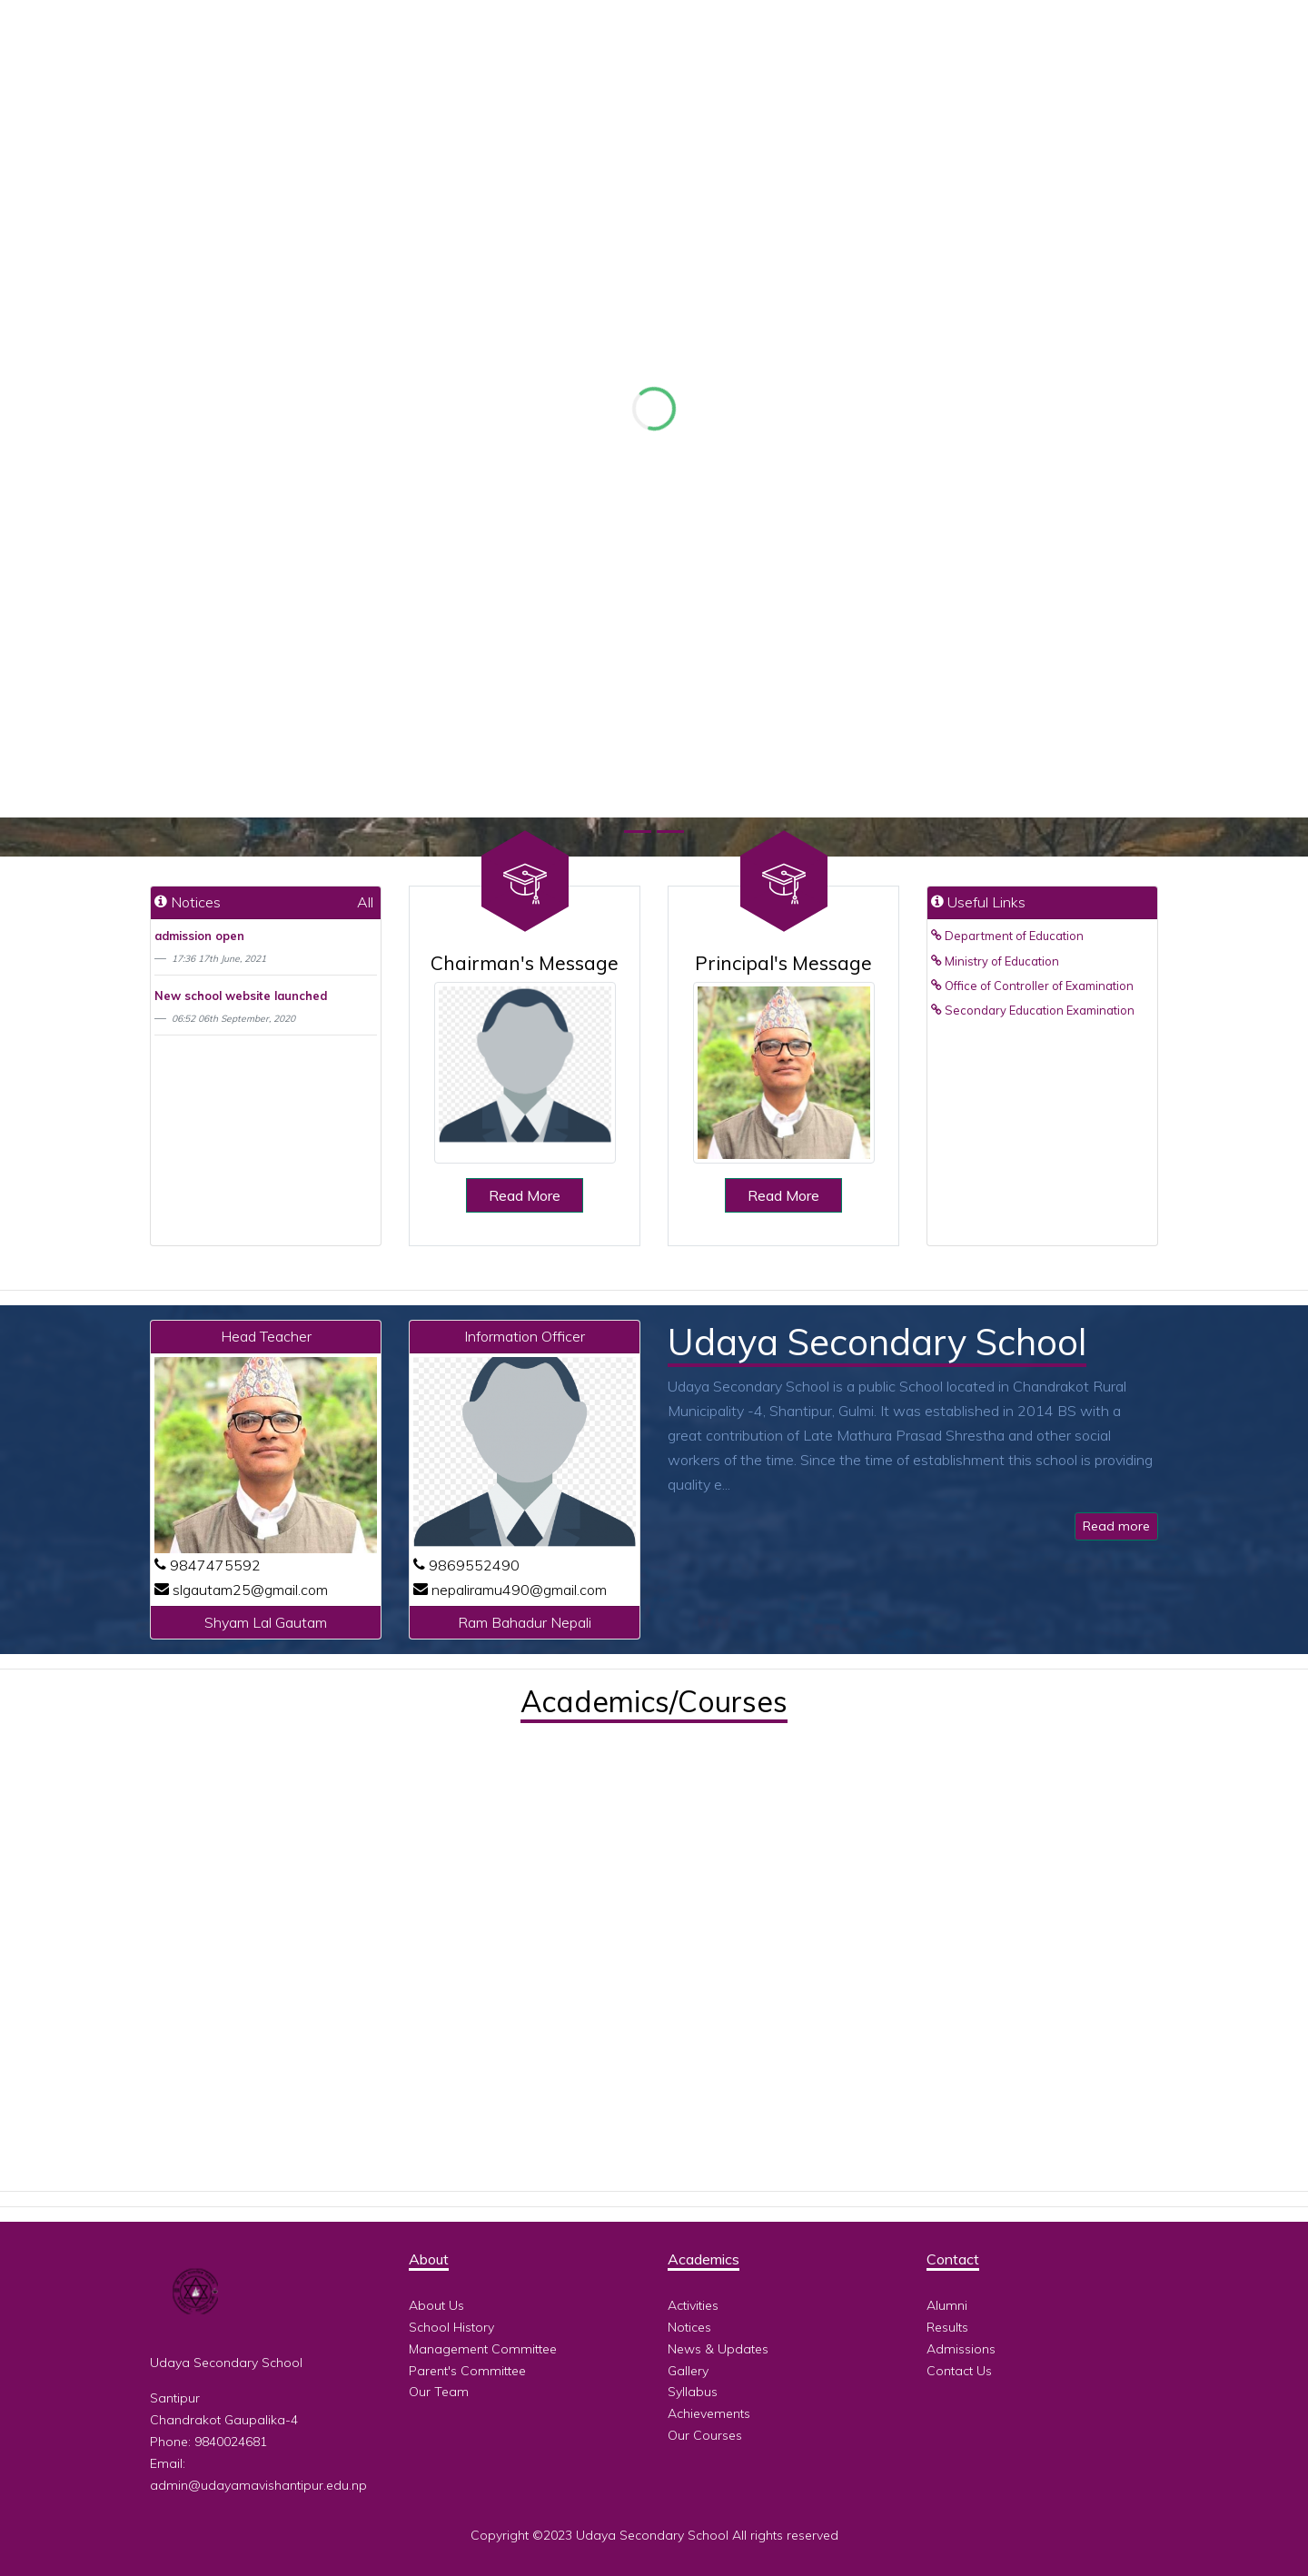 Notices
All
admission open
17:36 17th June, 2021
New school website launched
06:52 06th September, 2020
Chairman's Message
Read More
Principal's Message
Read More
Useful Links
Department of Education
Ministry of Education
Office of Controller of Examination
Secondary Education Examination
Head Teacher
9847475592
slgautam25@gmail.com
Shyam Lal Gautam
Information Officer
9869552490
nepaliramu490@gmail.com
Ram Bahadur Nepali
Udaya Secondary School
Udaya Secondary School is a public School located in Chandrakot Rural
Municipality -4, Shantipur, Gulmi. It was established in 2014 BS with a
great contribution of Late Mathura Prasad Shrestha and other social
workers of the time. Since the time of establishment this school is providing
quality e...
Read more
Academics/Courses
Udaya Secondary School
Santipur
Chandrakot Gaupalika-4
Phone: 9840024681
Email:
admin@udayamavishantipur.edu.np
About
About Us
School History
Management Committee
Parent's Committee
Our Team
Academics
Activities
Notices
News & Updates
Gallery
Syllabus
Achievements
Our Courses
Contact
Alumni
Results
Admissions
Contact Us
Copyright ©2023 Udaya Secondary School All rights reserved